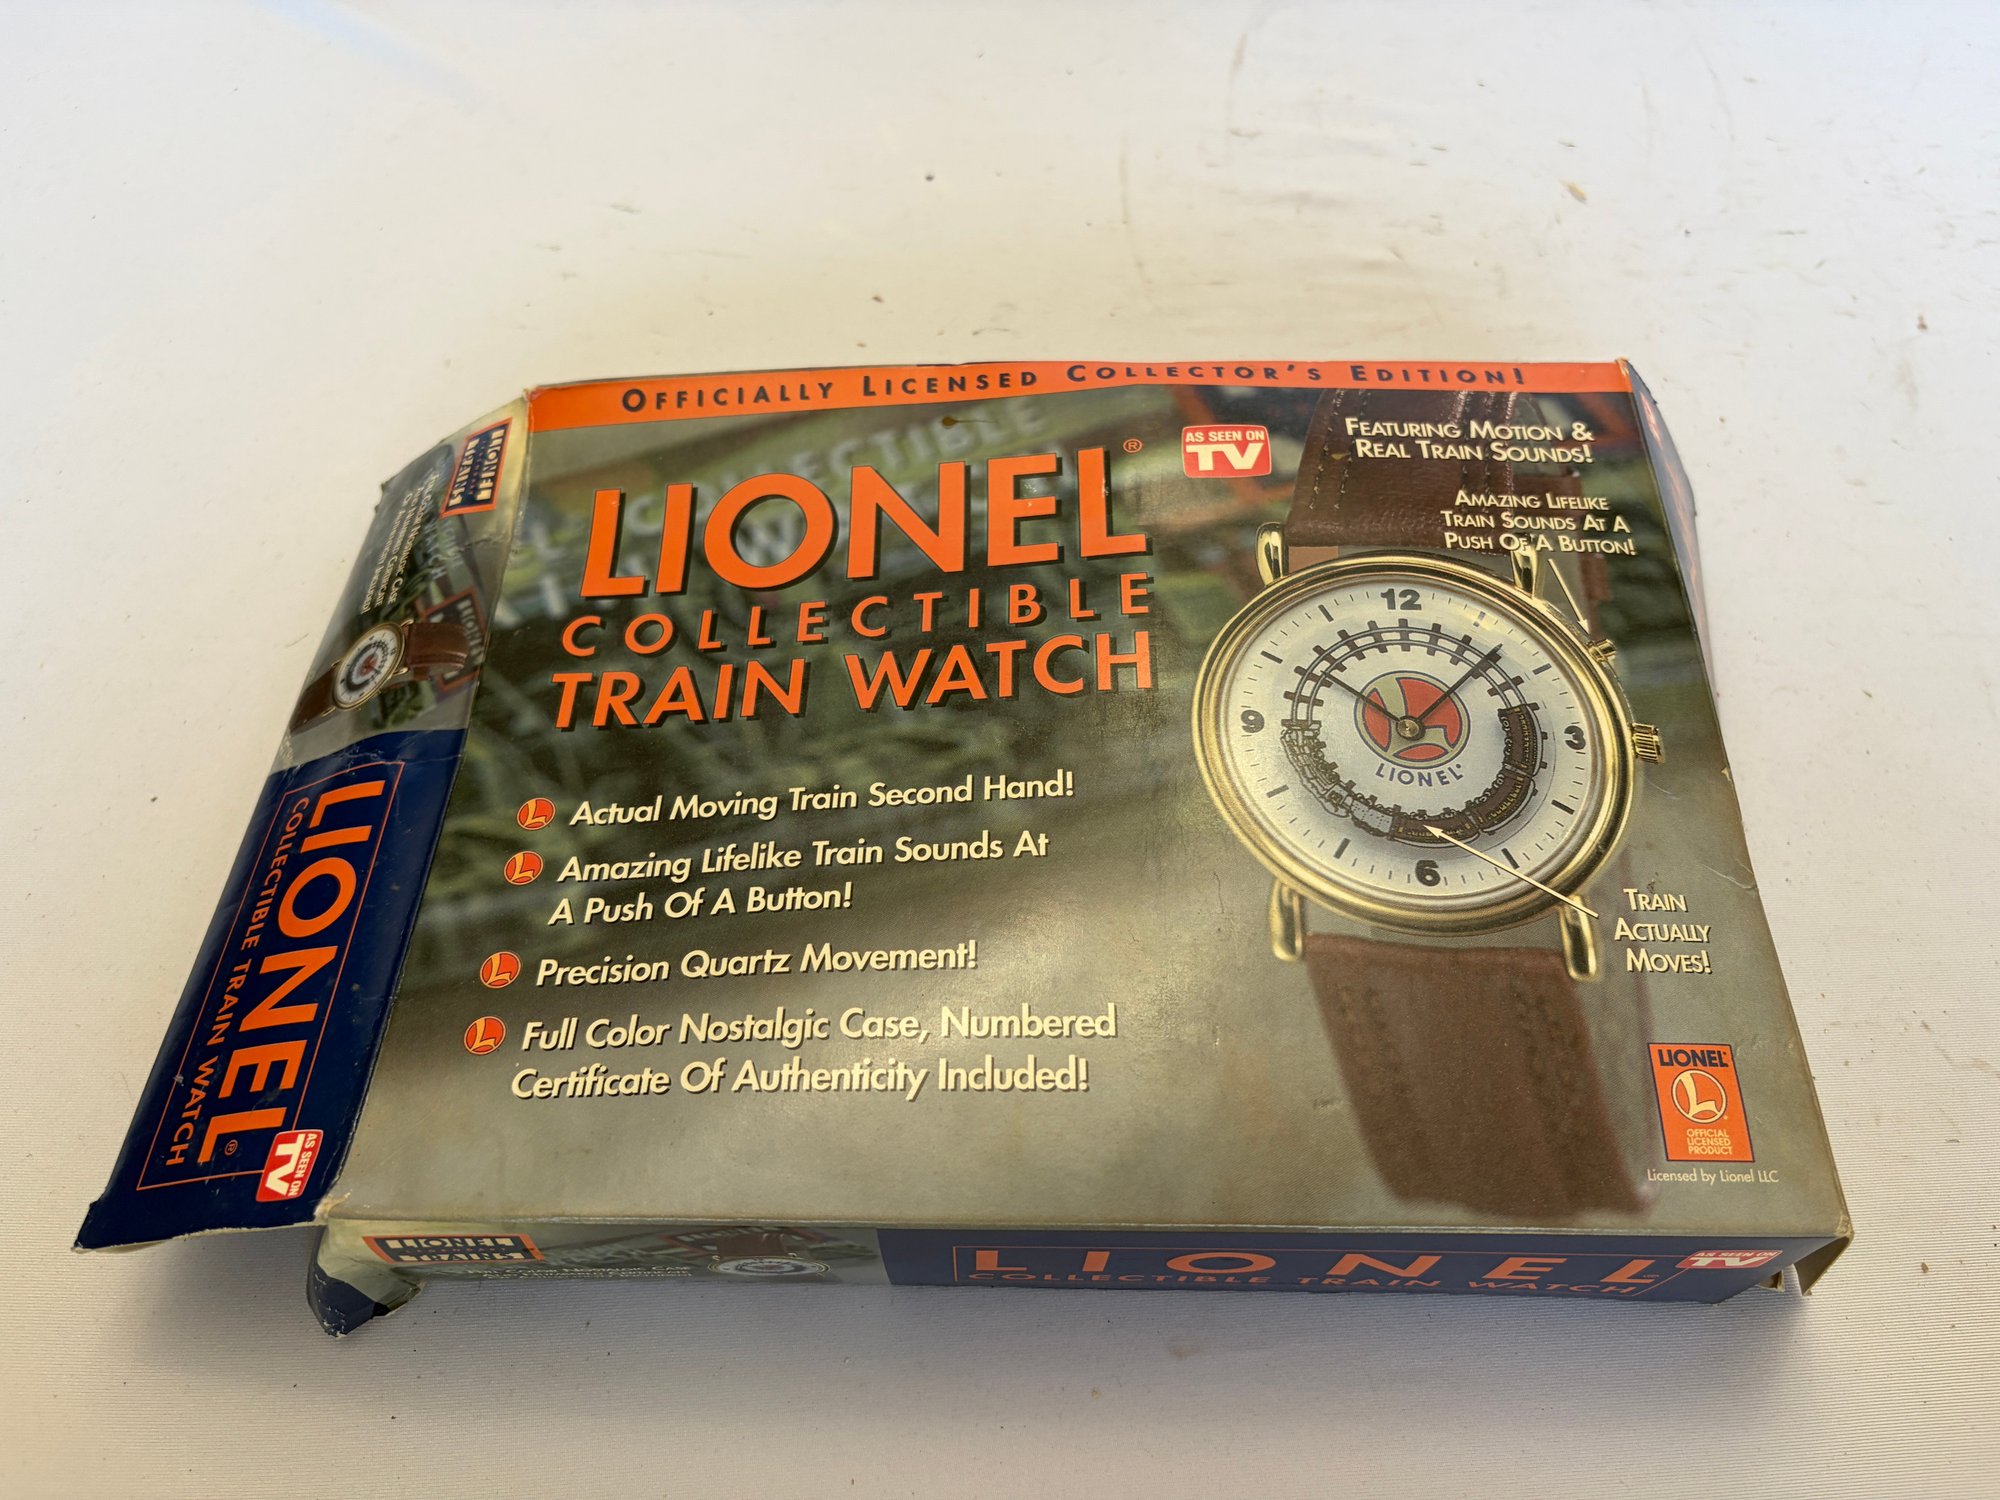 OFFICIALLY LICENSED COLLECTOR'S EDITION!
LIONEL®
COLLECTIBLE
TRAIN WATCH
AS SEEN ON
TV
FEATURING MOTION &
REAL TRAIN SOUNDS!
AMAZING LIFELIKE
TRAIN SOUNDS AT A
PUSH OF A BUTTON!
12
9
3
6
LIONEL
L Actual Moving Train Second Hand!
L Amazing Lifelike Train Sounds At
A Push Of A Button!
L Precision Quartz Movement!
L Full Color Nostalgic Case, Numbered
Certificate Of Authenticity Included!
TRAIN
ACTUALLY
MOVES!
LIONEL
L
OFFICIAL
LICENSED
PRODUCT
Licensed by Lionel LLC
LIONEL
TRAINS
LIONEL®
COLLECTIBLE TRAIN WATCH
AS SEEN ON
TV
LIONEL
TRAINS
LIONEL
COLLECTIBLE TRAIN WATCH
AS SEEN ON
TV